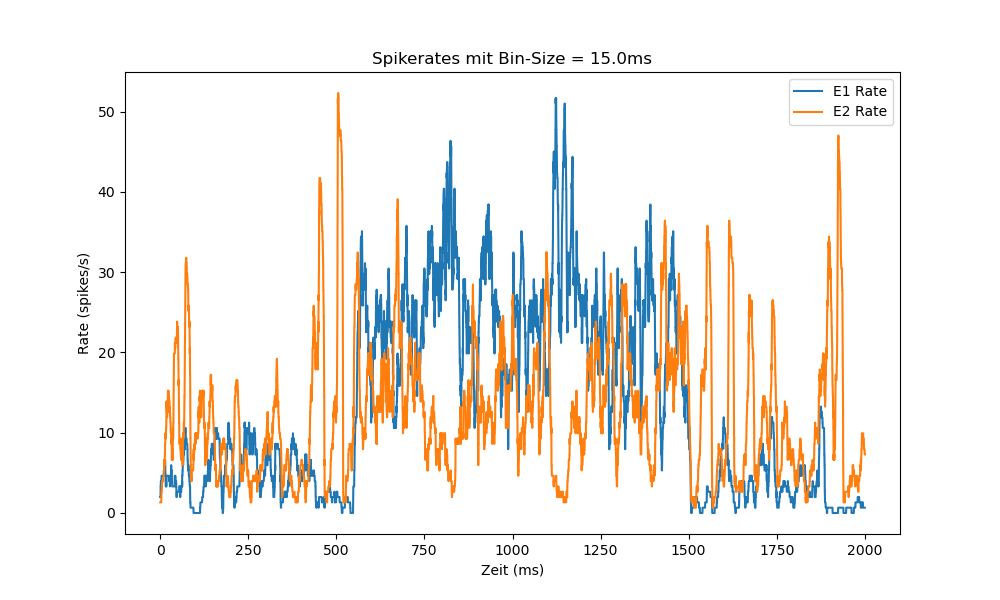 Spikerates mit Bin-Size = 15.0ms
E1 Rate
E2 Rate
50
40
30
20
10
0
Rate (spikes/s)
0 250 500 750 1000 1250 1500 1750 2000
Zeit (ms)